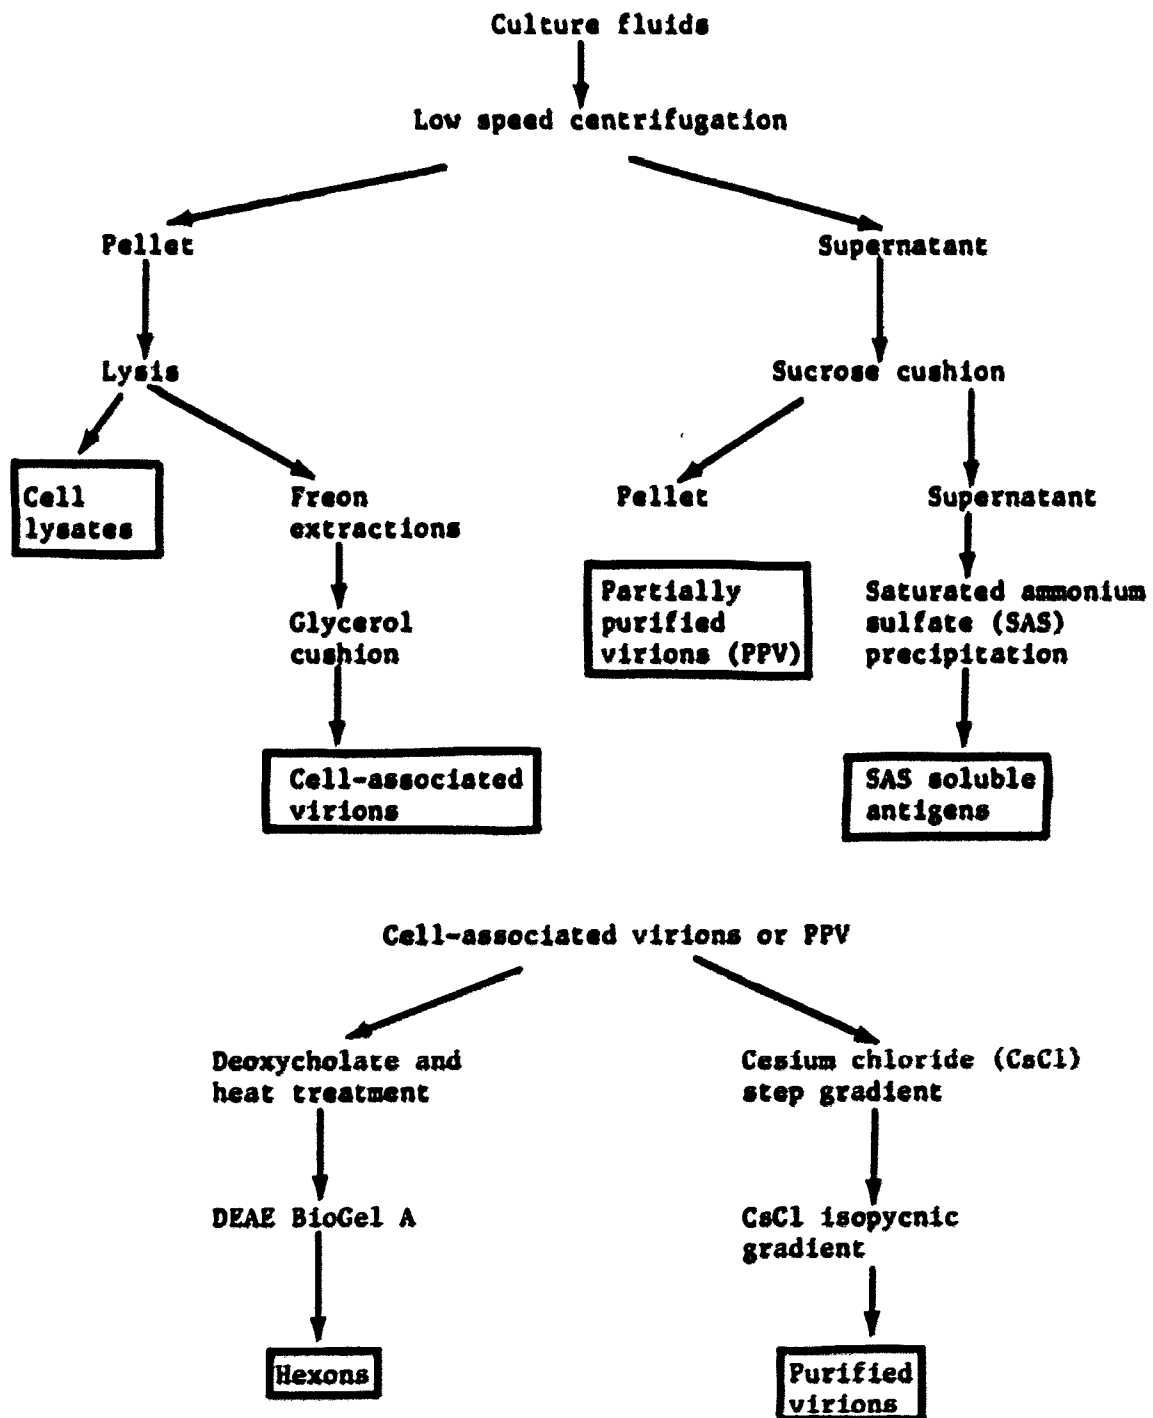 Culture fluids
Low speed centrifugation
Pellet
Supernatant
Lysis
Sucrose cushion
Cell
lysates
Freon
extractions
Pellet
Supernatant
Partially
purified
virions (PPV)
Saturated ammonium
sulfate (SAS)
precipitation
Glycerol
cushion
Cell-associated
virions
SAS soluble
antigens
Cell-associated virions or PPV
Deoxycholate and
heat treatment
Cesium chloride (CsCl)
step gradient
DEAE BioGel A
CsCl isopycnic
gradient
Hexons
Purified
virions